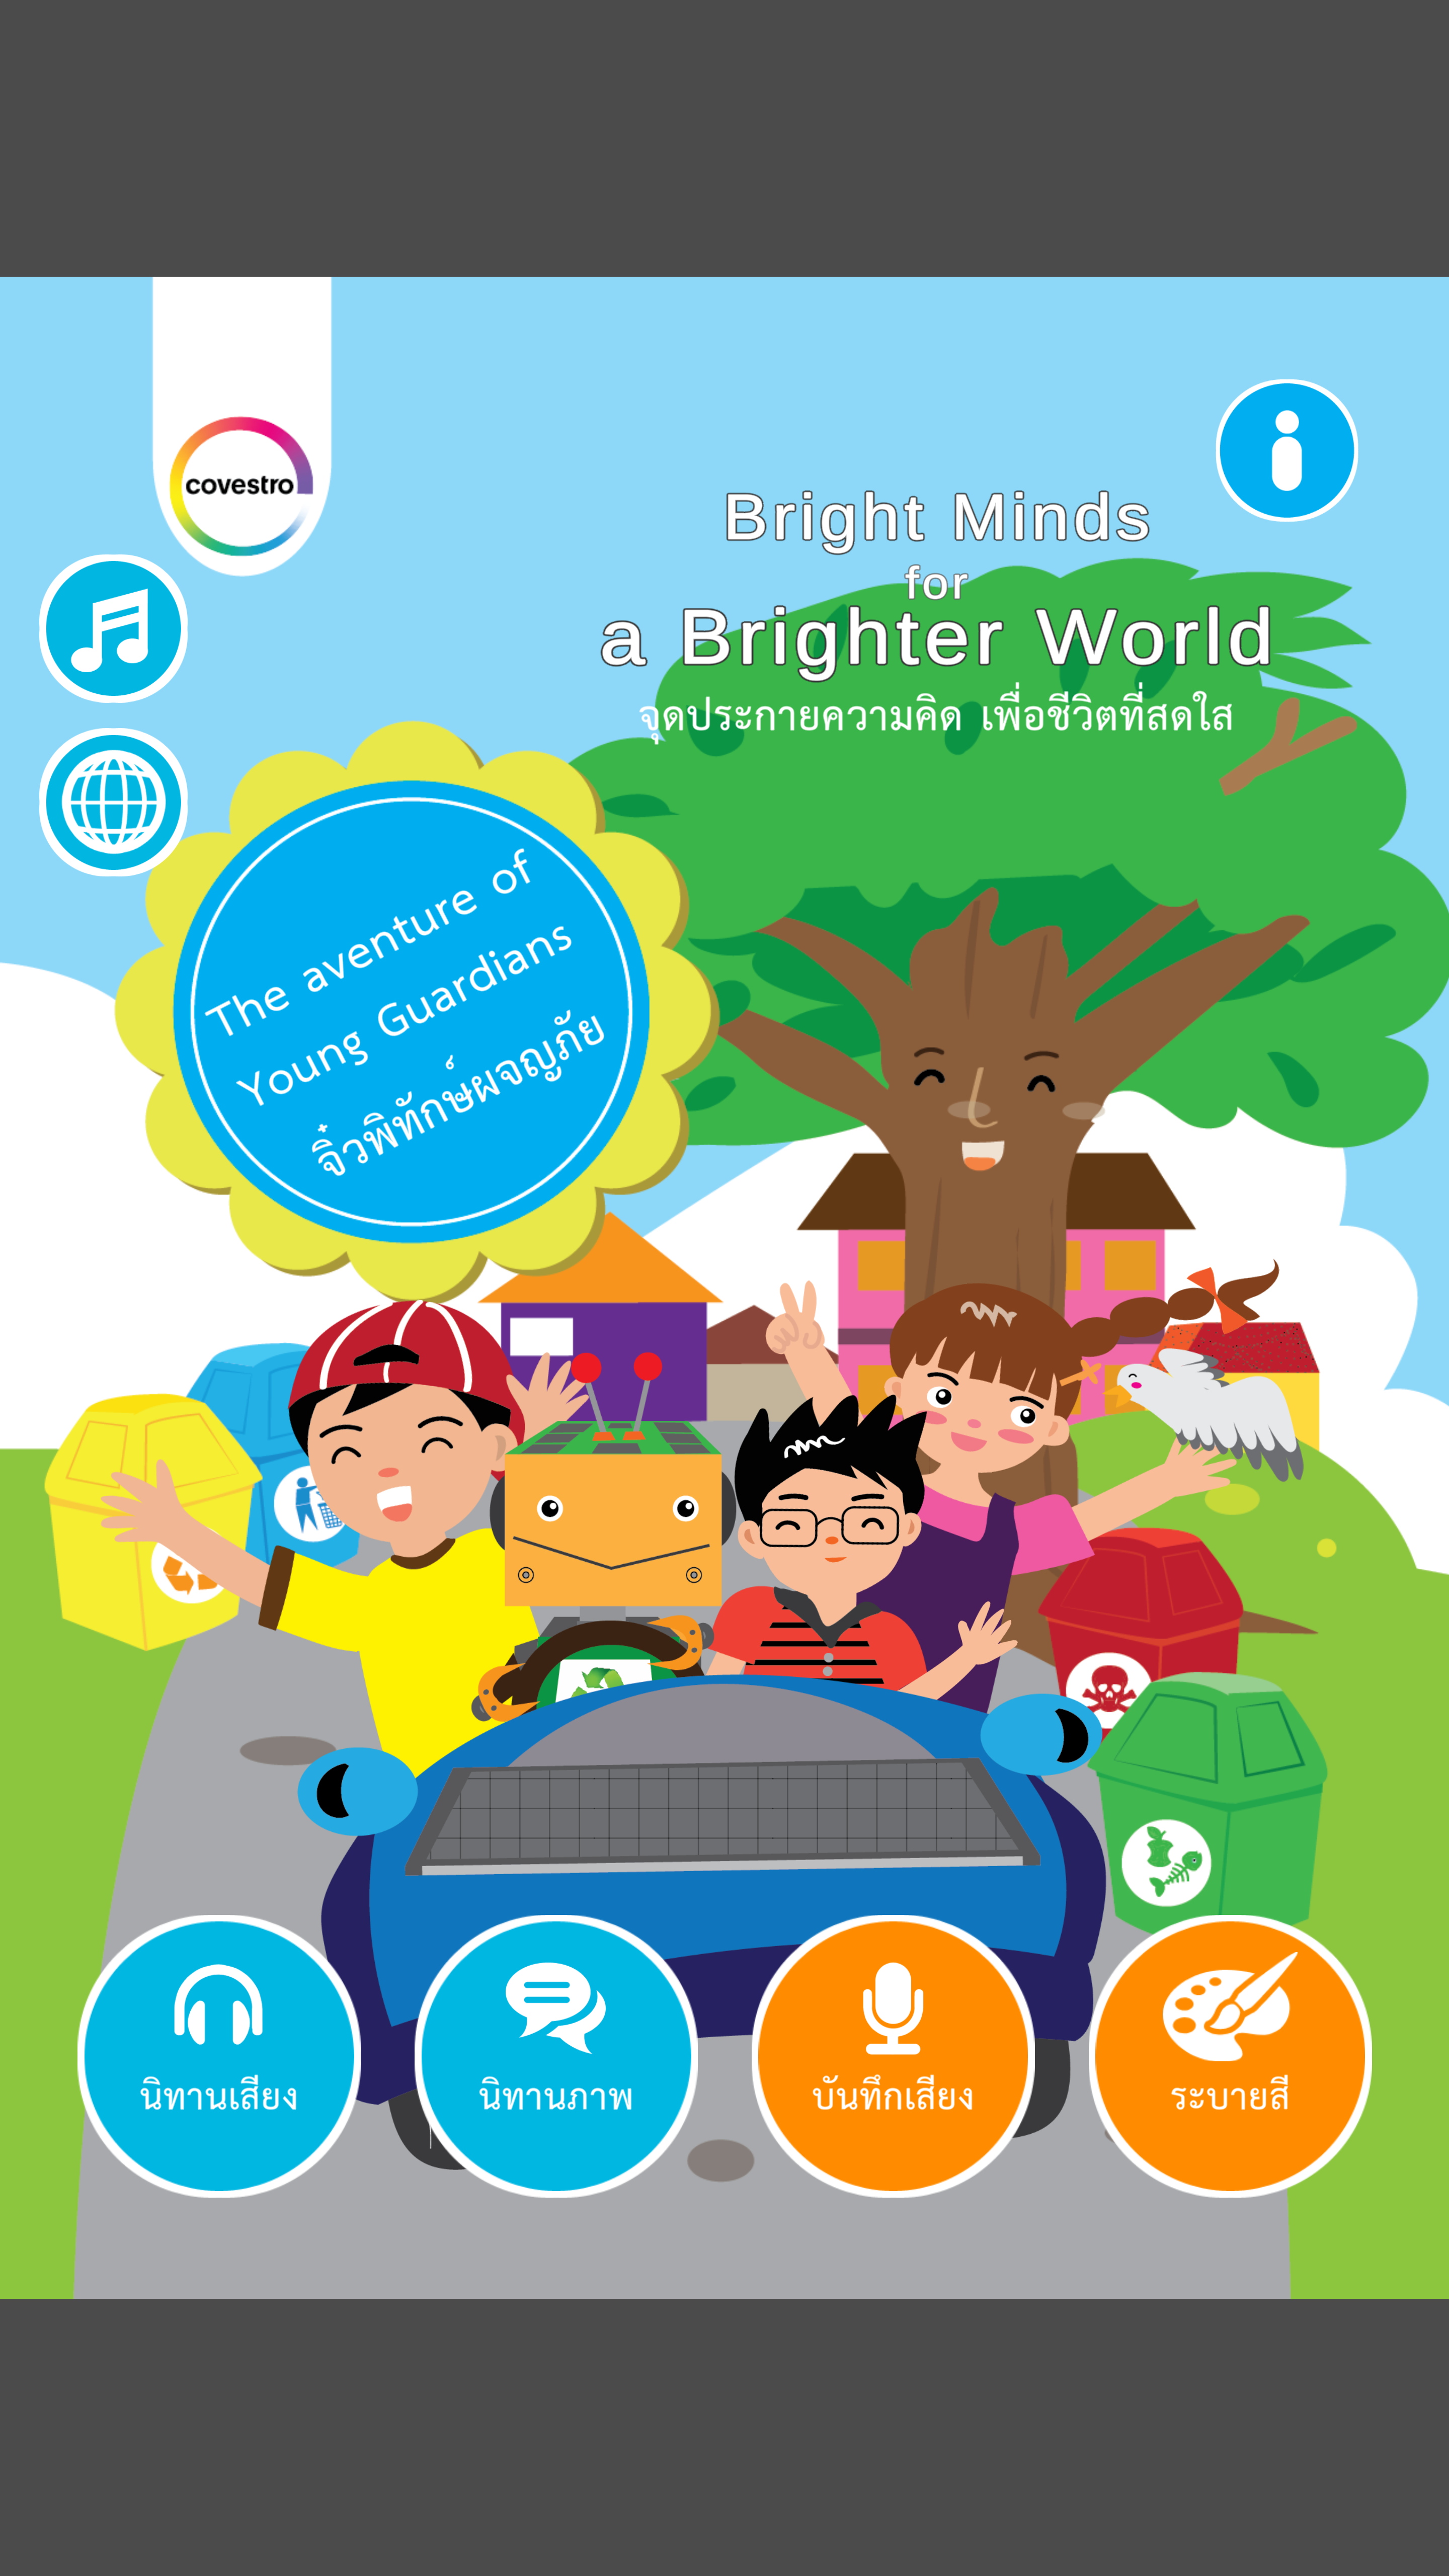 covestro
Bright Minds
for
a Brighter World
จุดประกายความคิด เพื่อชีวิตที่สดใส
The aventure of
Young Guardians
จิ๋วพิทักษ์ผจญภัย
นิทานเสียง
นิทานภาพ
บันทึกเสียง
ระบายสี